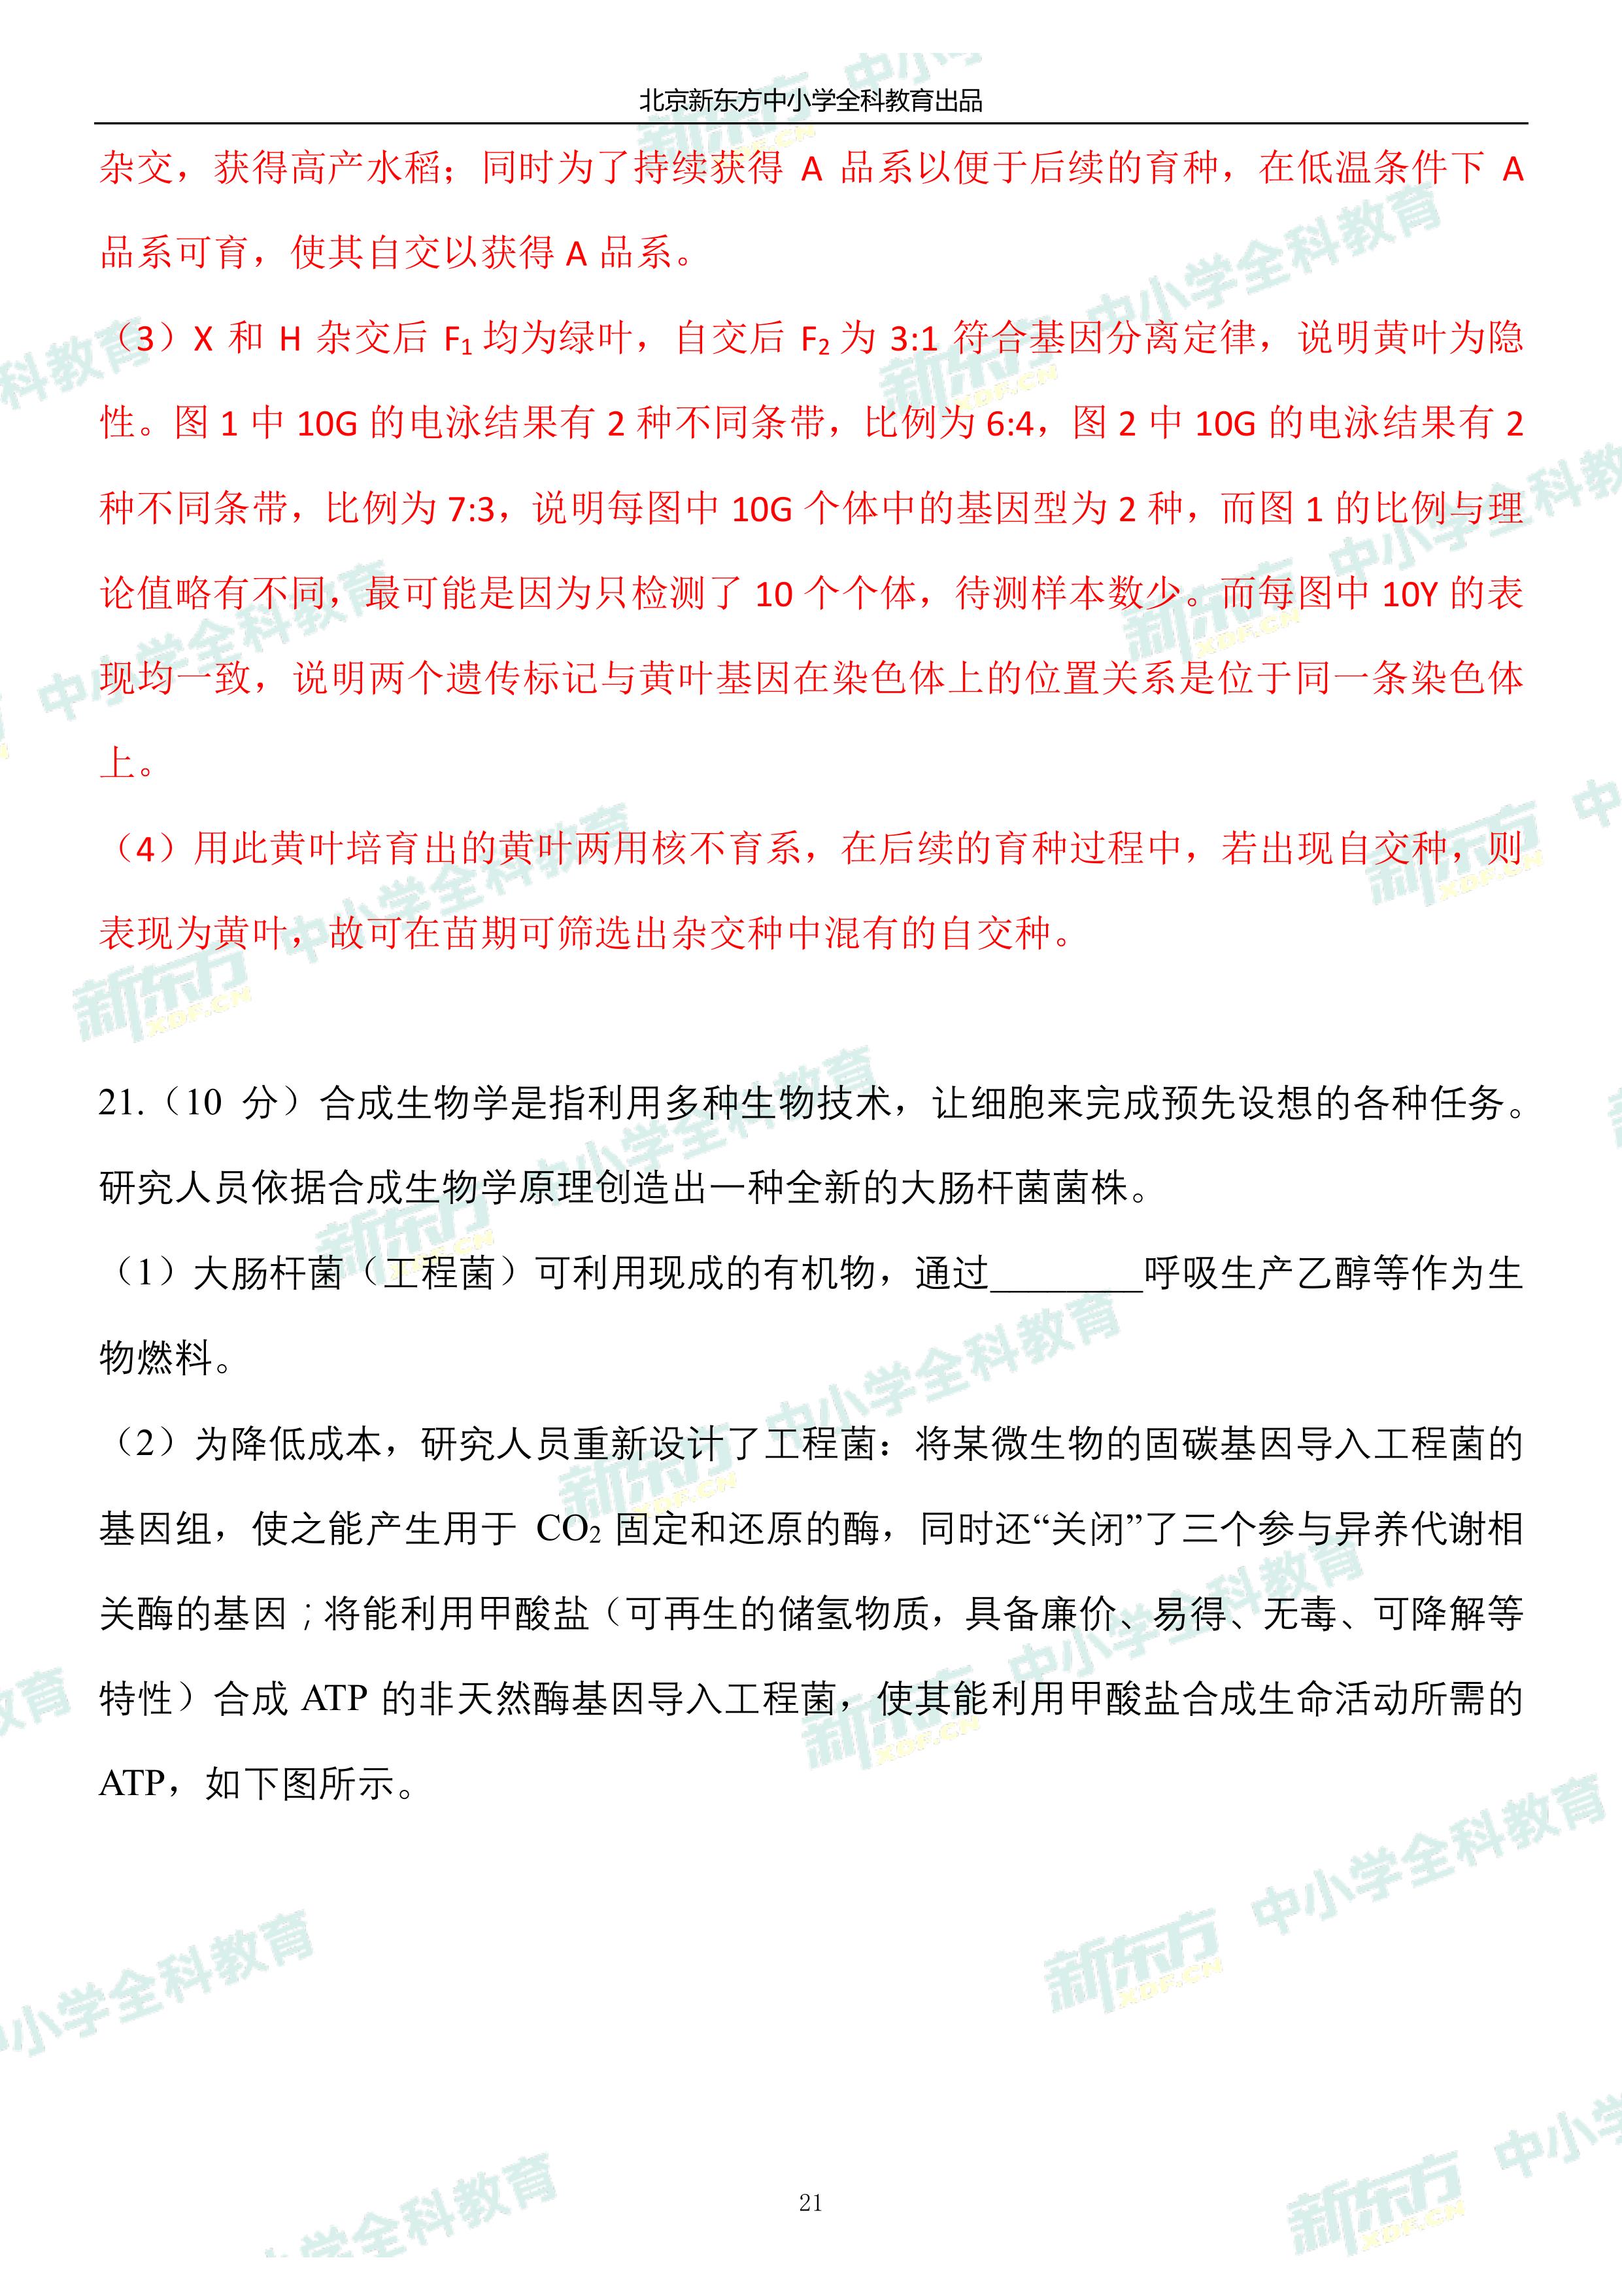 北京新东方中小学全科教育出品
杂交，获得高产水稻；同时为了持续获得 A 品系以便于后续的育种，在低温条件下 A
品系可育，使其自交以获得 A 品系。
（3）X 和 H 杂交后 F₁ 均为绿叶，自交后 F₂ 为 3:1 符合基因分离定律，说明黄叶为隐
性。图 1 中 10G 的电泳结果有 2 种不同条带，比例为 6:4，图 2 中 10G 的电泳结果有 2
种不同条带，比例为 7:3，说明每图中 10G 个体中的基因型为 2 种，而图 1 的比例与理
论值略有不同，最可能是因为只检测了 10 个个体，待测样本数少。而每图中 10Y 的表
现均一致，说明两个遗传标记与黄叶基因在染色体上的位置关系是位于同一条染色体
上。
（4）用此黄叶培育出的黄叶两用核不育系，在后续的育种过程中，若出现自交种，则
表现为黄叶，故可在苗期可筛选出杂交种中混有的自交种。
21.（10 分）合成生物学是指利用多种生物技术，让细胞来完成预先设想的各种任务。
研究人员依据合成生物学原理创造出一种全新的大肠杆菌菌株。
（1）大肠杆菌（工程菌）可利用现成的有机物，通过________呼吸生产乙醇等作为生
物燃料。
（2）为降低成本，研究人员重新设计了工程菌：将某微生物的固碳基因导入工程菌的
基因组，使之能产生用于 CO₂ 固定和还原的酶，同时还“关闭”了三个参与异养代谢相
关酶的基因；将能利用甲酸盐（可再生的储氢物质，具备廉价、易得、无毒、可降解等
特性）合成 ATP 的非天然酶基因导入工程菌，使其能利用甲酸盐合成生命活动所需的
ATP，如下图所示。
21
新东方 XDF.CN 中小学全科教育